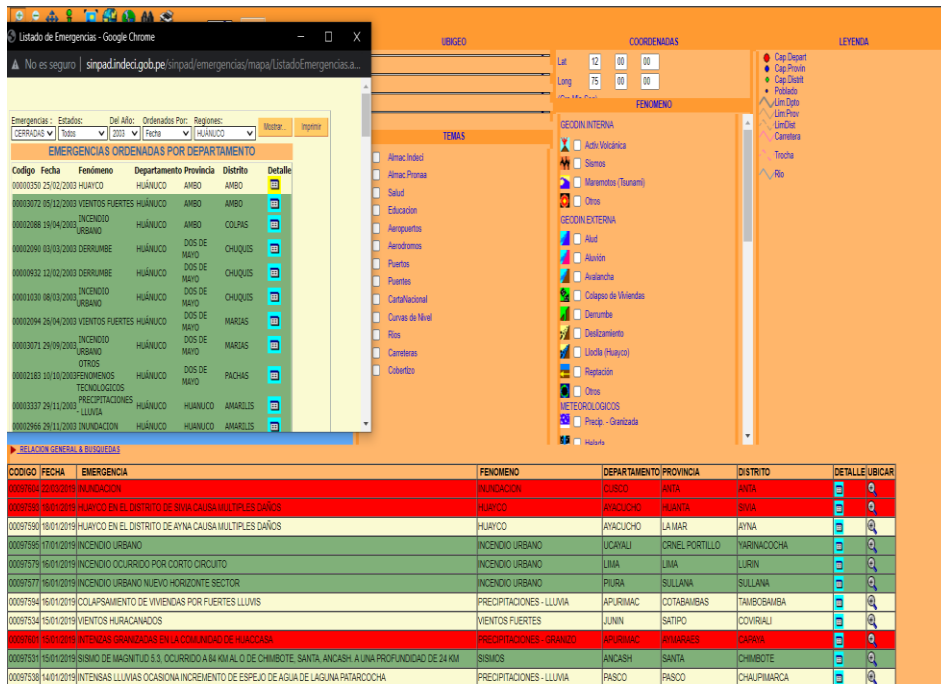 Listado de Emergencias - Google Chrome
No es seguro | sinpad.indeci.gob.pe/sinpad/emergencias/mapa/ListadoEmergencias.a...
Emergencias : Estados: Del Año: Ordenados Por: Regiones:
CERRADAS Todos 2003 Fecha HUÁNUCO Mostrar... Imprimir
EMERGENCIAS ORDENADAS POR DEPARTAMENTO
Codigo Fecha Fenómeno Departamento Provincia Distrito Detalle
00000350 25/02/2003 HUAYCO HUÁNUCO AMBO AMBO
00003072 05/12/2003 VIENTOS FUERTES HUÁNUCO AMBO AMBO
00002088 19/04/2003 INCENDIO URBANO HUÁNUCO AMBO COLPAS
00002090 03/03/2003 DERRUMBE HUÁNUCO DOS DE MAYO CHUQUIS
00000932 12/02/2003 DERRUMBE HUÁNUCO DOS DE MAYO CHUQUIS
00001030 08/03/2003 INCENDIO URBANO HUÁNUCO DOS DE MAYO CHUQUIS
00002094 26/04/2003 VIENTOS FUERTES HUÁNUCO DOS DE MAYO MARIAS
00003071 29/09/2003 INCENDIO URBANO HUÁNUCO DOS DE MAYO MARIAS
00002183 10/10/2003 OTROS FENOMENOS TECNOLOGICOS HUÁNUCO DOS DE MAYO PACHAS
00003337 29/11/2003 PRECIPITACIONES - LLUVIA HUÁNUCO HUANUCO AMARILIS
00002966 29/11/2003 INUNDACION HUÁNUCO HUANUCO AMARILIS
UBIGEO
TEMAS
Almac.Indeci
Almac.Pronaa
Salud
Educacion
Aeropuertos
Aerodromos
Puertos
Puentes
CartaNacional
Curvas de Nivel
Rios
Carreteras
Cobertizo
COORDENADAS
Lat 12 00 00
Long 75 00 00
FENOMENO
GEODIN.INTERNA
Activ.Volcánica
Sismos
Maremotos (Tsunami)
Otros
GEODIN.EXTERNA
Alud
Aluvión
Avalancha
Colapso de Viviendas
Derrumbe
Deslizamiento
Llodla (Huayco)
Reptación
Otros
METEOROLOGICOS
Precip. - Granizada
Helada
LEYENDA
Cap.Depart
Cap.Provin
Cap.Distrit
Poblado
Lim.Dpto
Lim.Prov
LimDist
Carretera
Trocha
Rio
RELACION GENERAL & BUSQUEDAS
CODIGO FECHA EMERGENCIA FENOMENO DEPARTAMENTO PROVINCIA DISTRITO DETALLE UBICAR
00097604 22/03/2019 INUNDACION INUNDACION CUSCO ANTA ANTA
00097593 18/01/2019 HUAYCO EN EL DISTRITO DE SIVIA CAUSA MULTIPLES DAÑOS HUAYCO AYACUCHO HUANTA SIVIA
00097590 18/01/2019 HUAYCO EN EL DISTRITO DE AYNA CAUSA MULTIPLES DAÑOS HUAYCO AYACUCHO LA MAR AYNA
00097595 17/01/2019 INCENDIO URBANO INCENDIO URBANO UCAYALI CRNEL PORTILLO YARINACOCHA
00097579 16/01/2019 INCENDIO OCURRIDO POR CORTO CIRCUITO INCENDIO URBANO LIMA LIMA LURIN
00097577 16/01/2019 INCENDIO URBANO NUEVO HORIZONTE SECTOR INCENDIO URBANO PIURA SULLANA SULLANA
00097594 16/01/2019 COLAPSAMIENTO DE VIVIENDAS POR FUERTES LLUVIS PRECIPITACIONES - LLUVIA APURIMAC COTABAMBAS TAMBOBAMBA
00097534 15/01/2019 VIENTOS HURACANADOS VIENTOS FUERTES JUNIN SATIPO COVIRIALI
00097601 15/01/2019 INTENZAS GRANIZADAS EN LA COMUNIDAD DE HUACCASA PRECIPITACIONES - GRANIZO APURIMAC AYMARAES CAPAYA
00097531 15/01/2019 SISMO DE MAGNITUD 5.3, OCURRIDO A 84 KM AL O DE CHIMBOTE, SANTA, ANCASH. A UNA PROFUNDIDAD DE 24 KM SISMOS ANCASH SANTA CHIMBOTE
00097538 14/01/2019 INTENSAS LLUVIAS OCASIONA INCREMENTO DE ESPEJO DE AGUA DE LAGUNA PATARCOCHA PRECIPITACIONES - LLUVIA PASCO PASCO CHAUPIMARCA